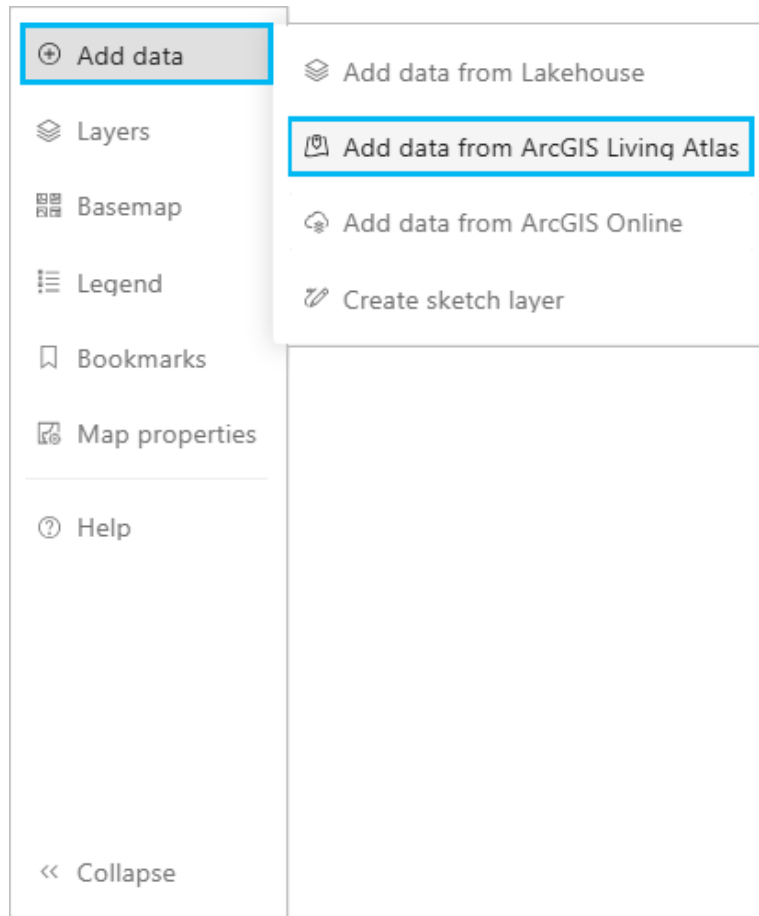 Add data
Layers
Basemap
Legend
Bookmarks
Map properties
Help
Collapse
Add data from Lakehouse
Add data from ArcGIS Living Atlas
Add data from ArcGIS Online
Create sketch layer